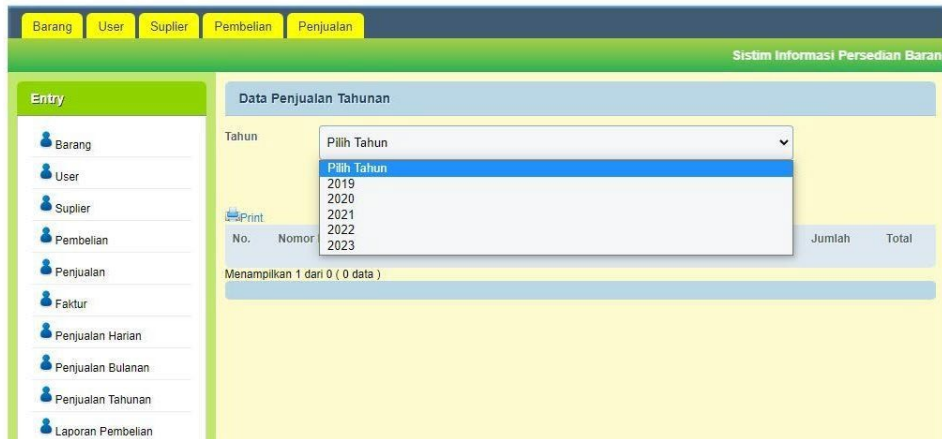 Barang User Suplier Pembelian Penjualan
Sistim Informasi Persedian Baran
Entry
Barang
User
Suplier
Pembelian
Penjualan
Faktur
Penjualan Harian
Penjualan Bulanan
Penjualan Tahunan
Laporan Pembelian
Data Penjualan Tahunan
Tahun Pilih Tahun
Pilih Tahun
2019
2020
2021
2022
2023
Print
No. Nomor Jumlah Total
Menampilkan 1 dari 0 ( 0 data )